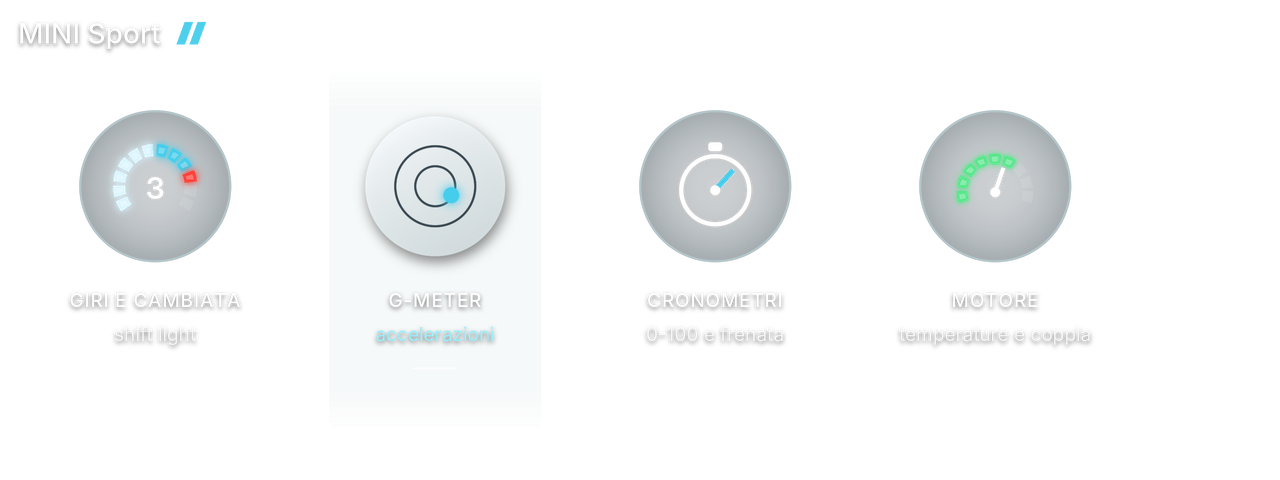 MINI Sport
3
GIRI E CAMBIATA
shift light
G-METER
accelerazioni
CRONOMETRI
0-100 e frenata
MOTORE
temperature e coppia